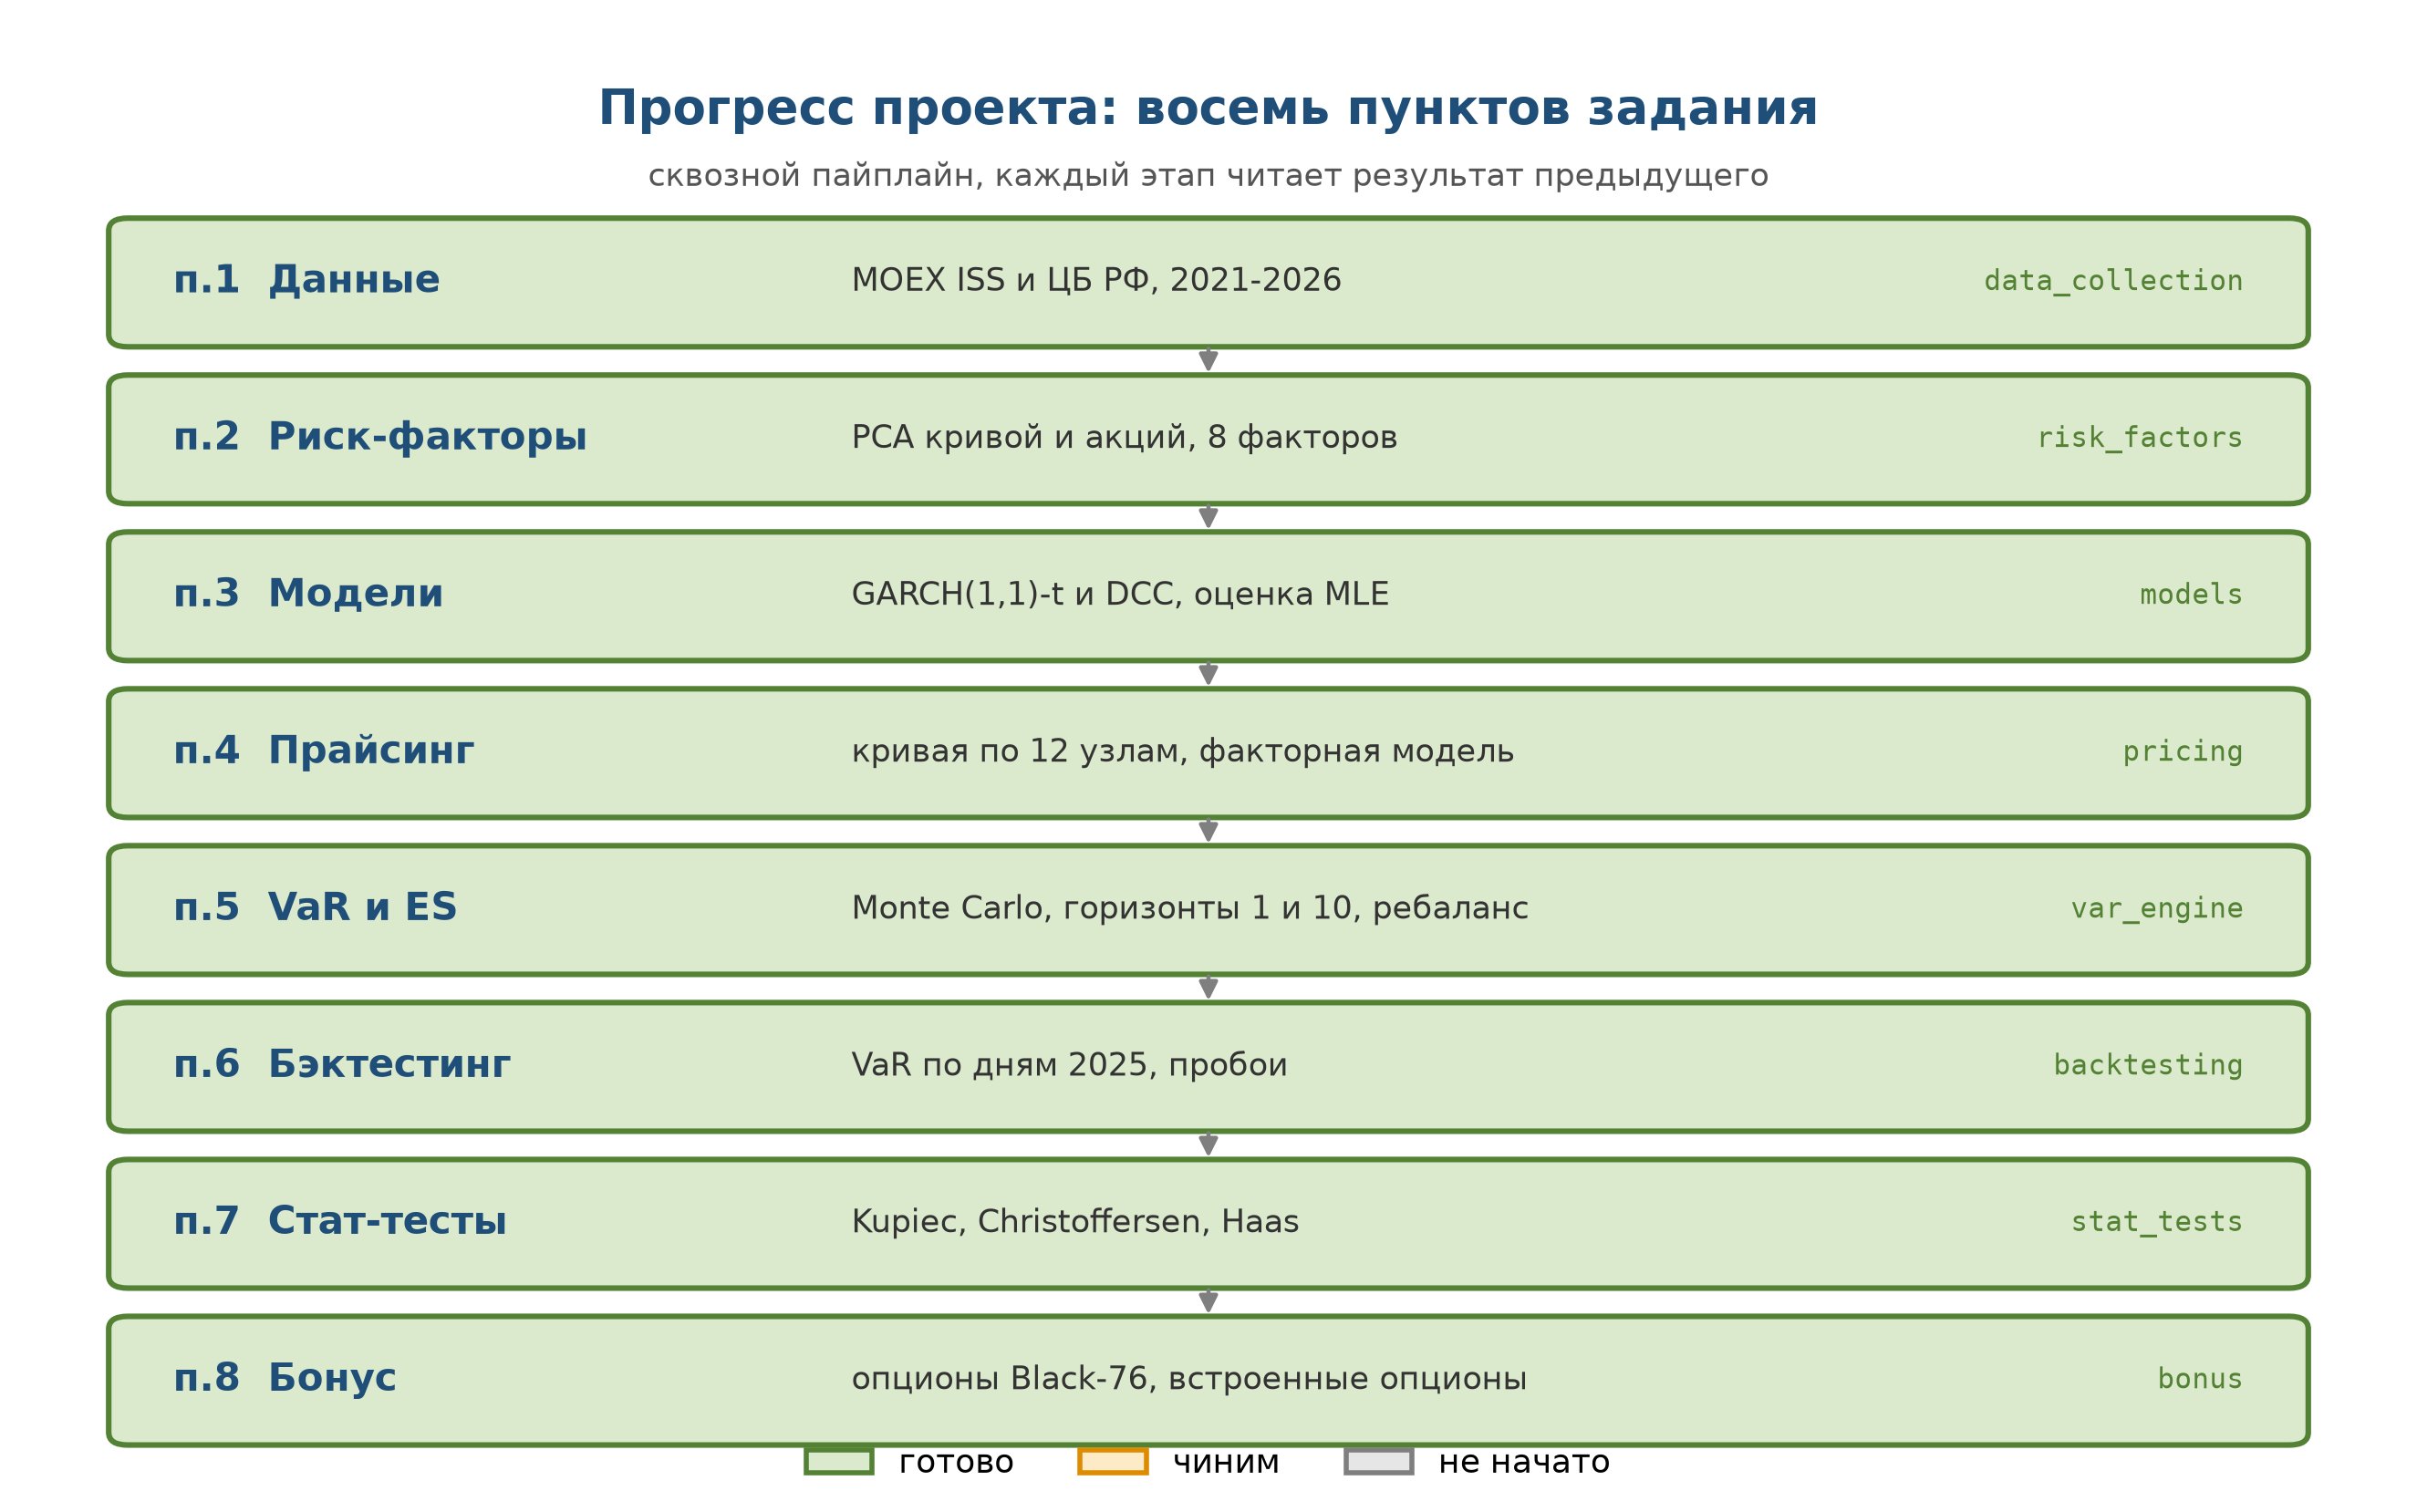 Прогресс проекта: восемь пунктов задания
сквозной пайплайн, каждый этап читает результат предыдущего
п.1 Данные MOEX ISS и ЦБ РФ, 2021-2026 data_collection
п.2 Риск-факторы PCA кривой и акций, 8 факторов risk_factors
п.3 Модели GARCH(1,1)-t и DCC, оценка MLE models
п.4 Прайсинг кривая по 12 узлам, факторная модель pricing
п.5 VaR и ES Monte Carlo, горизонты 1 и 10, ребаланс var_engine
п.6 Бэктестинг VaR по дням 2025, пробои backtesting
п.7 Стат-тесты Kupiec, Christoffersen, Haas stat_tests
п.8 Бонус опционы Black-76, встроенные опционы bonus
готово чиним не начато